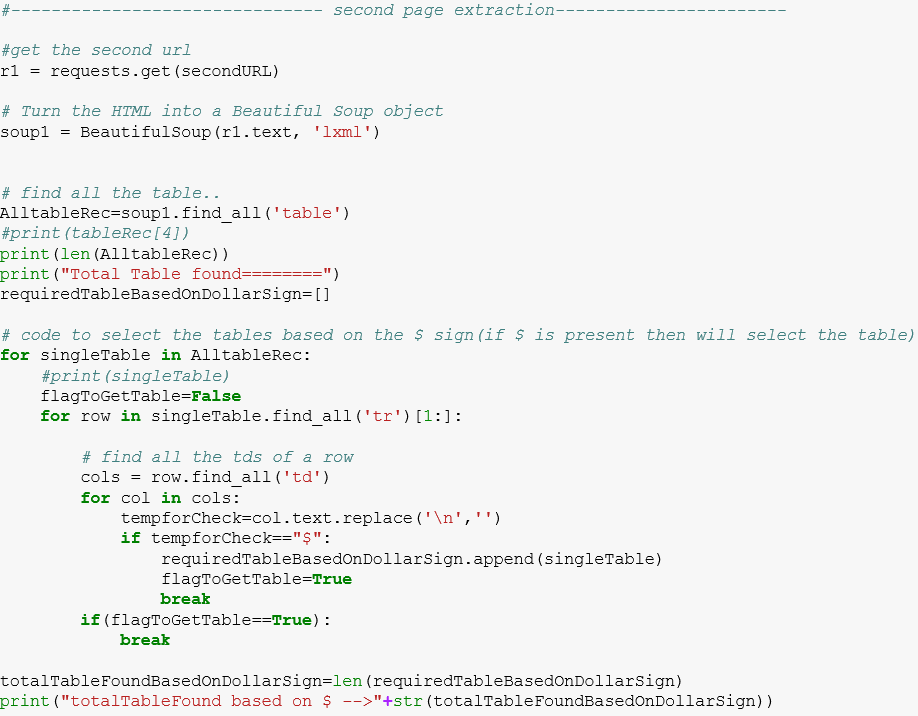 #------------------------------- second page extraction-----------------------
#get the second url
r1 = requests.get(secondURL)
# Turn the HTML into a Beautiful Soup object
soup1 = BeautifulSoup(r1.text, 'lxml')
# find all the table..
AlltableRec=soup1.find_all('table')
#print(tableRec[4])
print(len(AlltableRec))
print("Total Table found========")
requiredTableBasedOnDollarSign=[]
# code to select the tables based on the $ sign(if $ is present then will select the table)
for singleTable in AlltableRec:
    #print(singleTable)
    flagToGetTable=False
    for row in singleTable.find_all('tr')[1:]:
        # find all the tds of a row
        cols = row.find_all('td')
        for col in cols:
            tempforCheck=col.text.replace('\n','')
            if tempforCheck=="$":
                requiredTableBasedOnDollarSign.append(singleTable)
                flagToGetTable=True
                break
        if(flagToGetTable==True):
            break
totalTableFoundBasedOnDollarSign=len(requiredTableBasedOnDollarSign)
print("totalTableFound based on $ -->"+str(totalTableFoundBasedOnDollarSign))